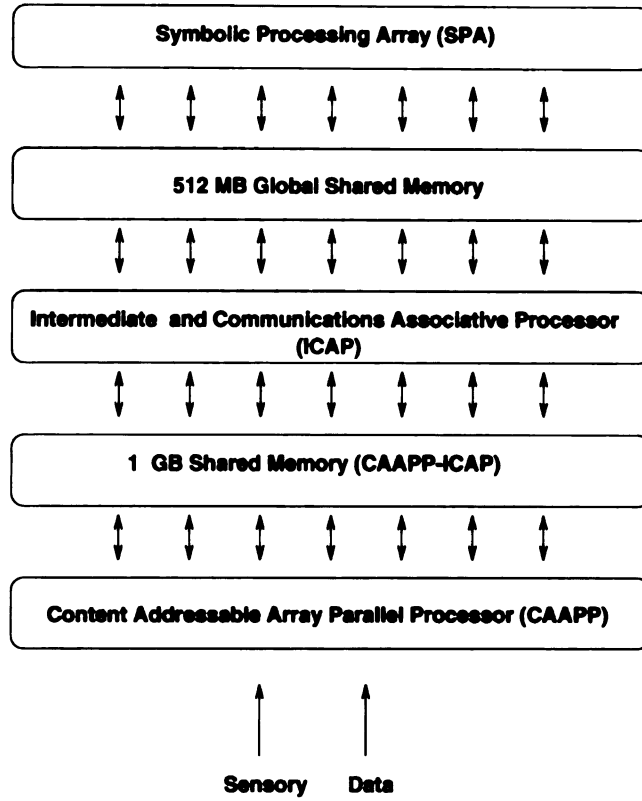 Symbolic Processing Array (SPA)
512 MB Global Shared Memory
Intermediate and Communications Associative Processor
(ICAP)
1 GB Shared Memory (CAAPP-ICAP)
Content Addressable Array Parallel Processor (CAAPP)
Sensory Data